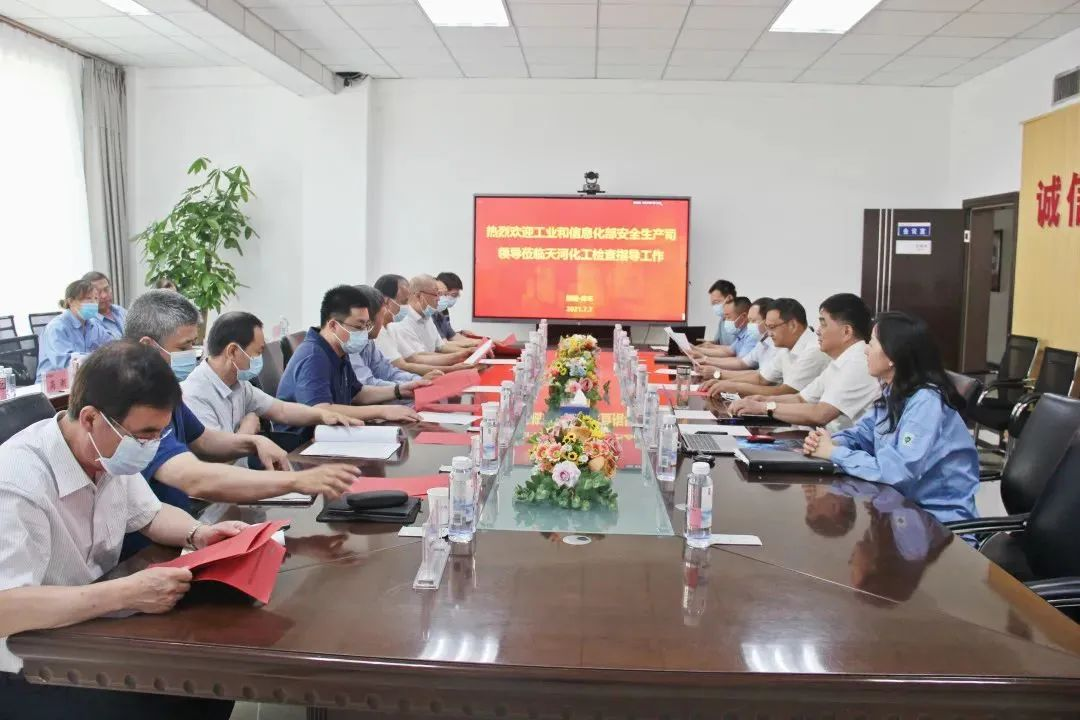 热烈欢迎工业和信息化部安全生产司
领导莅临天河化工检查指导工作
2021.7.7
诚信
会议室